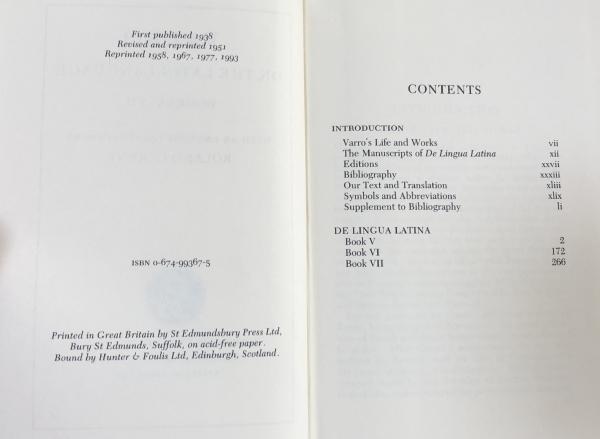 First published 1938
Revised and reprinted 1951
Reprinted 1958, 1967, 1977, 1993
ISBN 0-674-99367-5
Printed in Great Britain by St Edmundsbury Press Ltd,
Bury St Edmunds, Suffolk, on acid-free paper.
Bound by Hunter & Foulis Ltd, Edinburgh, Scotland.
CONTENTS
INTRODUCTION
Varro's Life and Works vii
The Manuscripts of De Lingua Latina xii
Editions xxvii
Bibliography xxxiii
Our Text and Translation xliii
Symbols and Abbreviations xlix
Supplement to Bibliography li
DE LINGUA LATINA
Book V 2
Book VI 172
Book VII 266